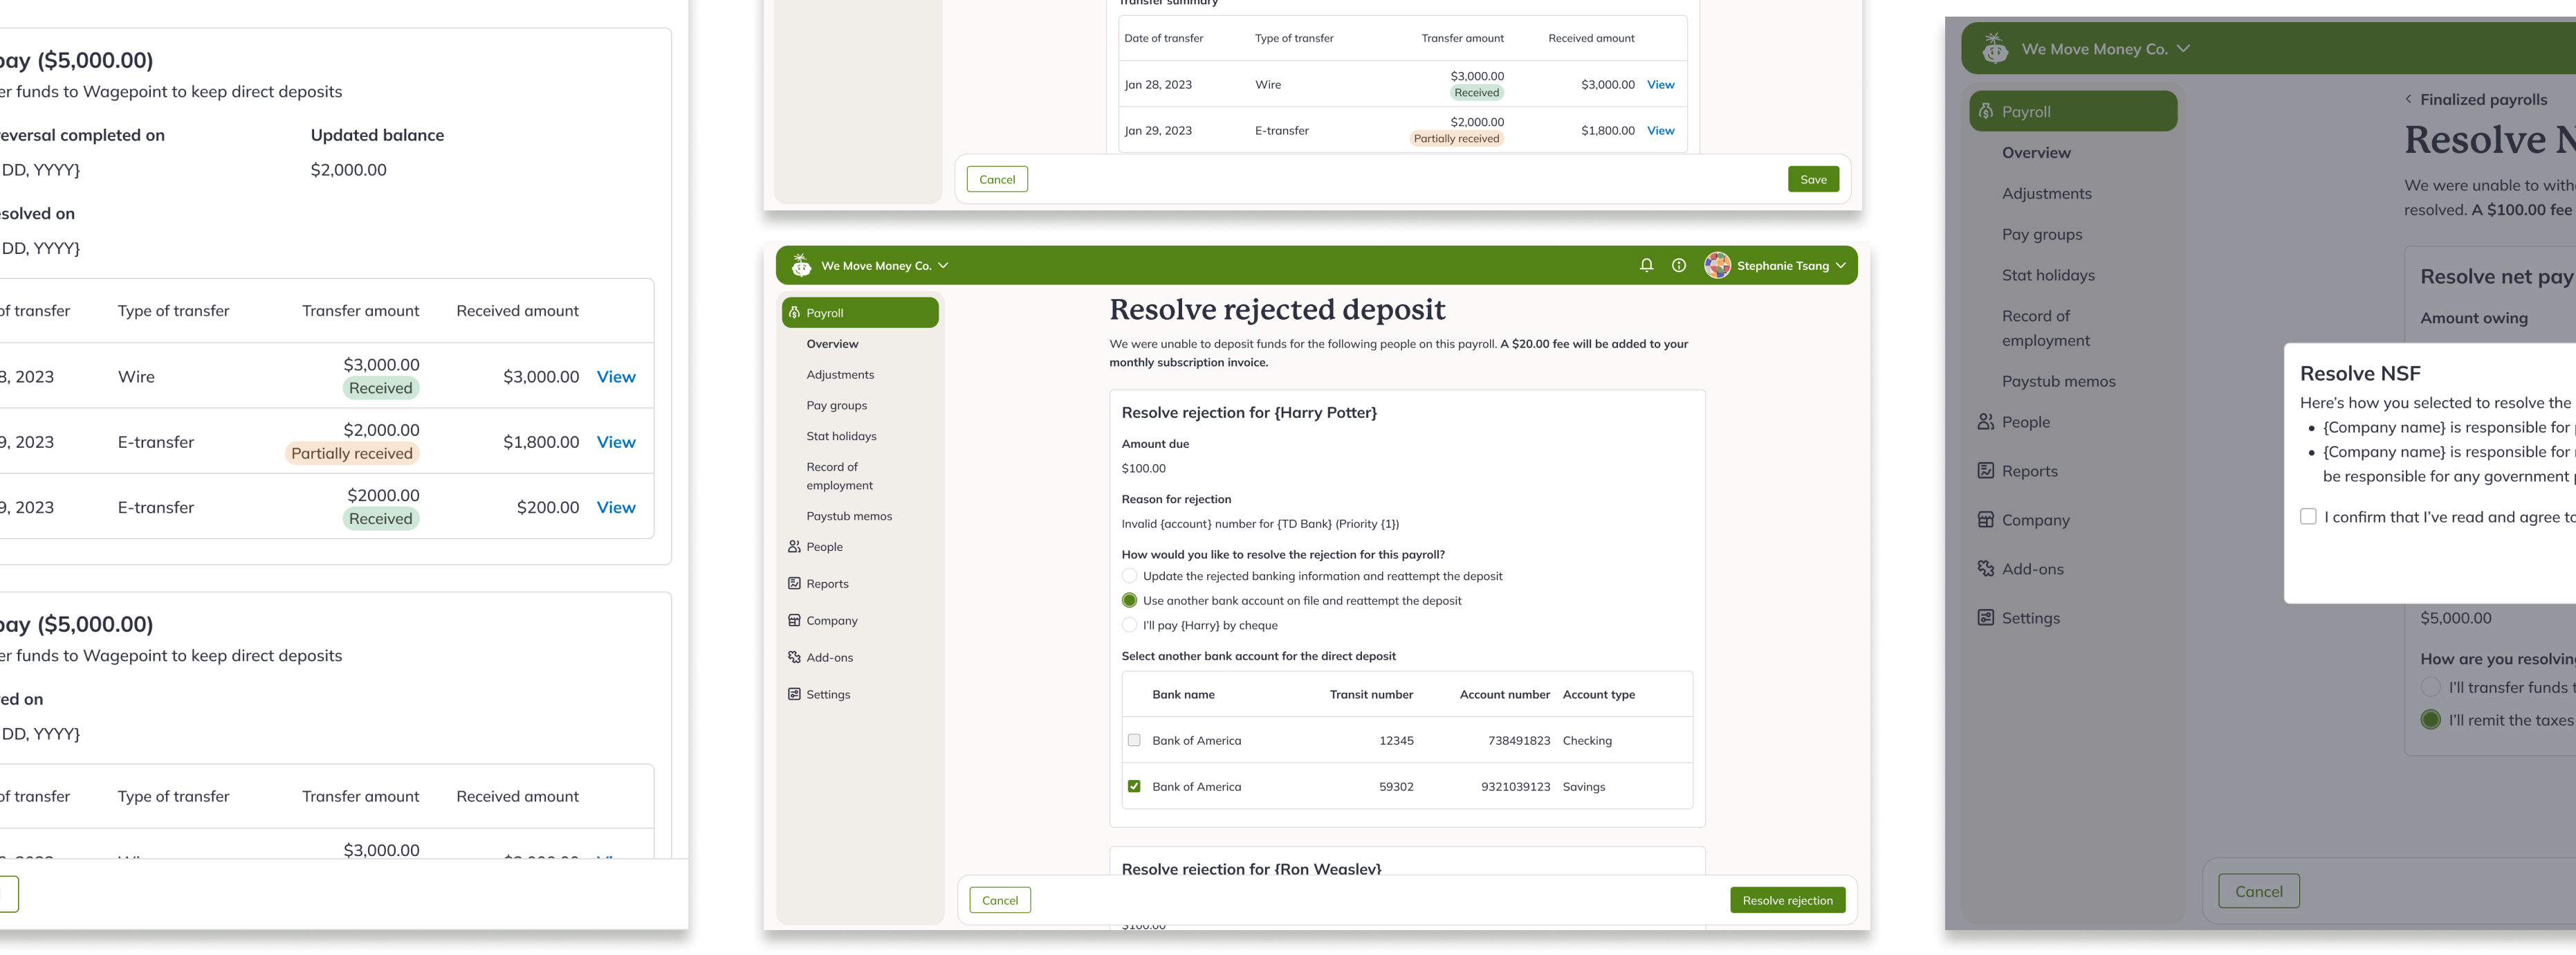 pay ($5,000.00)
er funds to Wagepoint to keep direct deposits
eversal completed on Updated balance
DD, YYYY} $2,000.00
esolved on
DD, YYYY}
of transfer Type of transfer Transfer amount Received amount
8, 2023 Wire $3,000.00 Received $3,000.00 View
9, 2023 E-transfer $2,000.00 Partially received $1,800.00 View
9, 2023 E-transfer $2000.00 Received $200.00 View
pay ($5,000.00)
er funds to Wagepoint to keep direct deposits
ed on
DD, YYYY}
of transfer Type of transfer Transfer amount Received amount
$3,000.00
Transfer summary
Date of transfer Type of transfer Transfer amount Received amount
Jan 28, 2023 Wire $3,000.00 Received $3,000.00 View
Jan 29, 2023 E-transfer $2,000.00 Partially received $1,800.00 View
Cancel Save
We Move Money Co. Stephanie Tsang
Payroll
Overview
Adjustments
Pay groups
Stat holidays
Record of
employment
Paystub memos
People
Reports
Company
Add-ons
Settings
Resolve rejected deposit
We were unable to deposit funds for the following people on this payroll. A $20.00 fee will be added to your
monthly subscription invoice.
Resolve rejection for {Harry Potter}
Amount due
$100.00
Reason for rejection
Invalid {account} number for {TD Bank} (Priority {1})
How would you like to resolve the rejection for this payroll?
Update the rejected banking information and reattempt the deposit
Use another bank account on file and reattempt the deposit
I'll pay {Harry} by cheque
Select another bank account for the direct deposit
Bank name Transit number Account number Account type
Bank of America 12345 738491823 Checking
Bank of America 59302 9321039123 Savings
Resolve rejection for {Ron Weasley}
Cancel Resolve rejection
$100.00
We Move Money Co.
Payroll
Overview
Adjustments
Pay groups
Stat holidays
Record of
employment
Paystub memos
People
Reports
Company
Add-ons
Settings
Finalized payrolls
Resolve N
We were unable to with
resolved. A $100.00 fee
Resolve net pay
Amount owing
Resolve NSF
Here's how you selected to resolve the
• {Company name} is responsible for
• {Company name} is responsible for
be responsible for any government
I confirm that I've read and agree to
$5,000.00
How are you resolving
I'll transfer funds t
I'll remit the taxes
Cancel